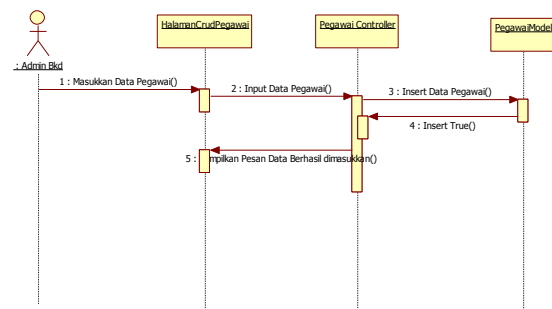 HalamanCrudPegawai
Pegawai Controller
PegawaiModel
: Admin Bkd
1 : Masukkan Data Pegawai()
2 : Input Data Pegawai()
3 : Insert Data Pegawai()
4 : Insert True()
5 : mpilkan Pesan Data Berhasil dimasukkan()